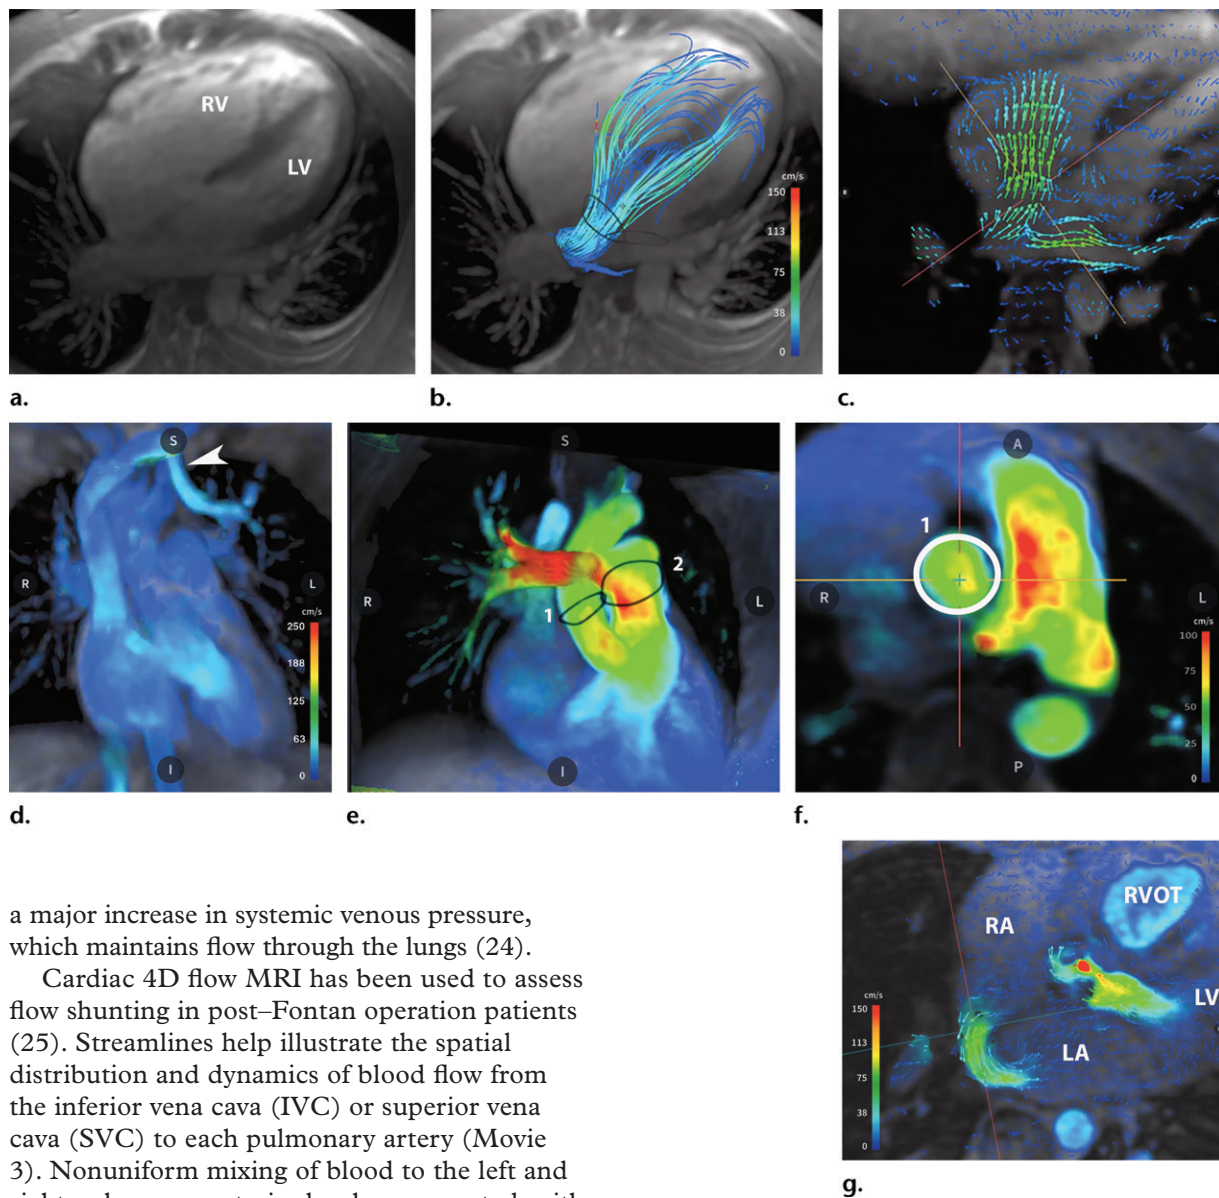 RV
LV
cm/s
150
113
75
38
0
a.
b.
c.
S
R
L
cm/s
250
188
125
63
0
I
S
R
2
1
L
I
A
1
R
L
cm/s
100
75
50
25
0
P
d.
e.
f.
a major increase in systemic venous pressure,
which maintains flow through the lungs (24).
Cardiac 4D flow MRI has been used to assess
flow shunting in post–Fontan operation patients
(25). Streamlines help illustrate the spatial
distribution and dynamics of blood flow from
the inferior vena cava (IVC) or superior vena
cava (SVC) to each pulmonary artery (Movie
3). Nonuniform mixing of blood to the left and
RVOT
RA
LV
cm/s
150
113
75
38
0
LA
g.